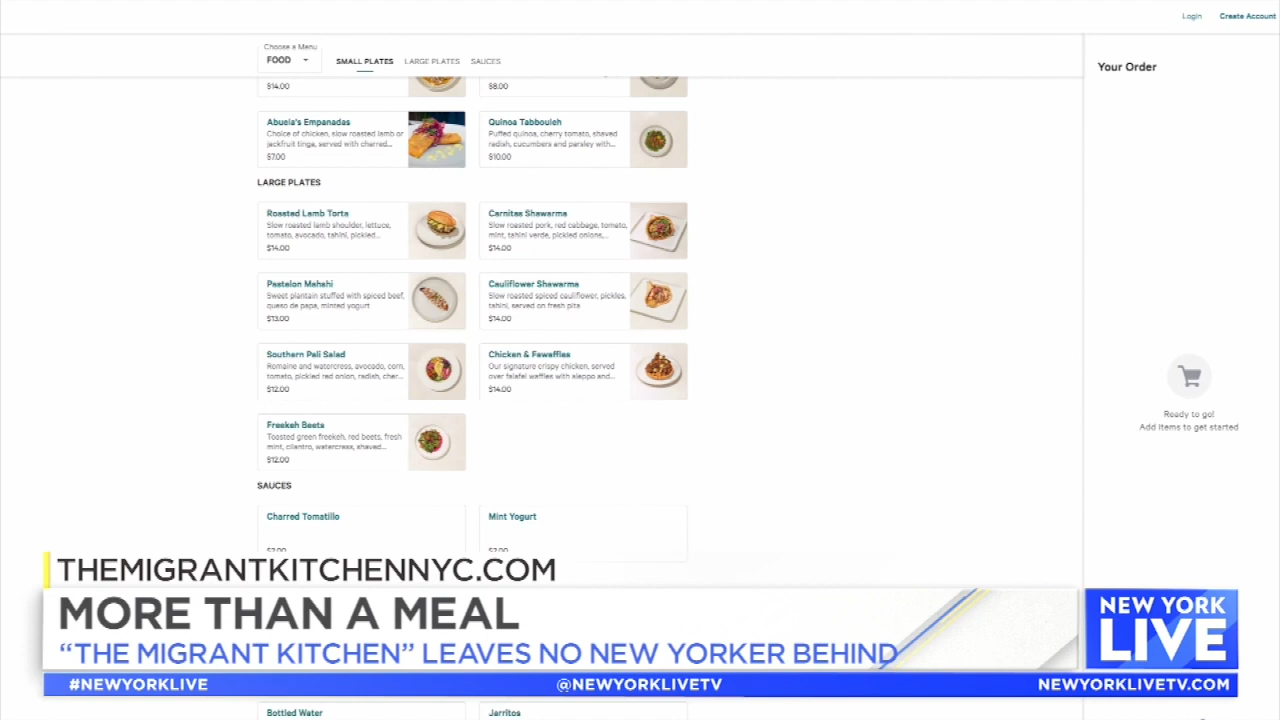 Login
Create Account
Choose a Menu
FOOD
SMALL PLATES
LARGE PLATES
SAUCES
Your Order
$14.00
$8.00
Abuela's Empanadas
Choice of chicken, slow roasted lamb or
jackfruit tinga, served with charred...
$7.00
Quinoa Tabbouleh
Puffed quinoa, cherry tomato, shaved
radish, cucumbers and parsley with...
$10.00
LARGE PLATES
Roasted Lamb Torta
Slow roasted lamb shoulder, lettuce,
tomato, avocado, tahini, pickled...
$14.00
Carnitas Shawarma
Slow roasted pork, red cabbage, tomato,
mint, tahini verde, pickled onions,...
$14.00
Pastelon Mahshi
Sweet plantain stuffed with spiced beef,
queso de papa, minted yogurt
$13.00
Cauliflower Shawarma
Slow roasted spiced cauliflower, pickles,
tahini, served on fresh pita
$14.00
Southern Pali Salad
Romaine and watercress, avocado, corn,
tomato, pickled red onion, radish, cher...
$12.00
Chicken & Fawaffles
Our signature crispy chicken, served
over falafel waffles with aleppo and...
$14.00
Freekeh Beets
Toasted green freekeh, red beets, fresh
mint, cilantro, watercress, shaved...
$12.00
Ready to go!
Add items to get started
SAUCES
Charred Tomatillo
Mint Yogurt
THEMIGRANTKITCHENNYC.COM
MORE THAN A MEAL
“THE MIGRANT KITCHEN” LEAVES NO NEW YORKER BEHIND
NEW YORK
LIVE
#NEWYORKLIVE
@NEWYORKLIVETV
NEWYORKLIVETV.COM
Bottled Water
Jarritos